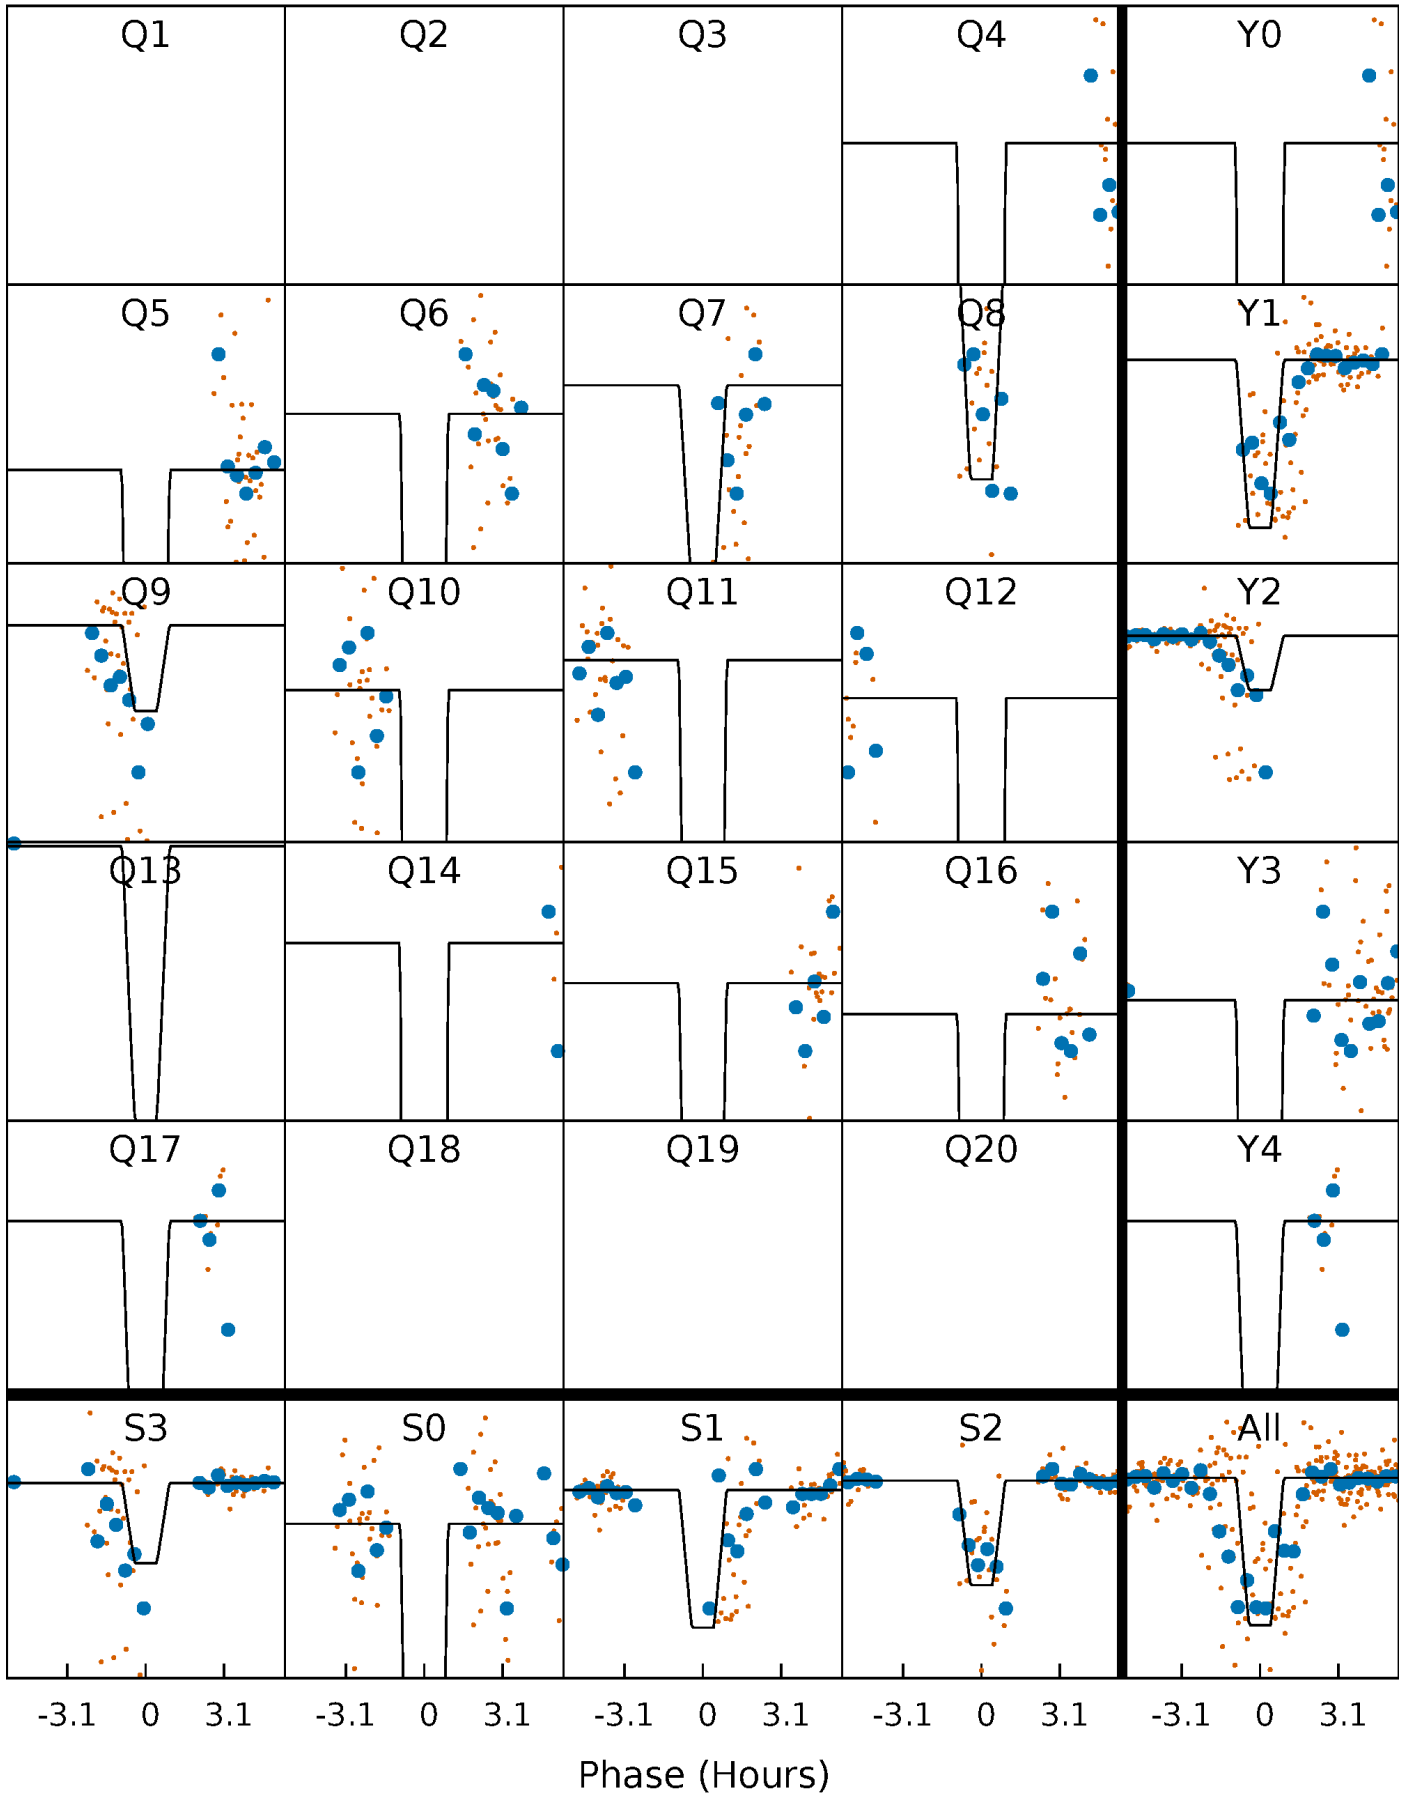 Q1 Q2 Q3 Q4 Y0
Q5 Q6 Q7 Q8 Y1
Q9 Q10 Q11 Q12 Y2
Q13 Q14 Q15 Q16 Y3
Q17 Q18 Q19 Q20 Y4
S3 S0 S1 S2 All
-3.1 0 3.1 -3.1 0 3.1 -3.1 0 3.1 -3.1 0 3.1 -3.1 0 3.1
Phase (Hours)